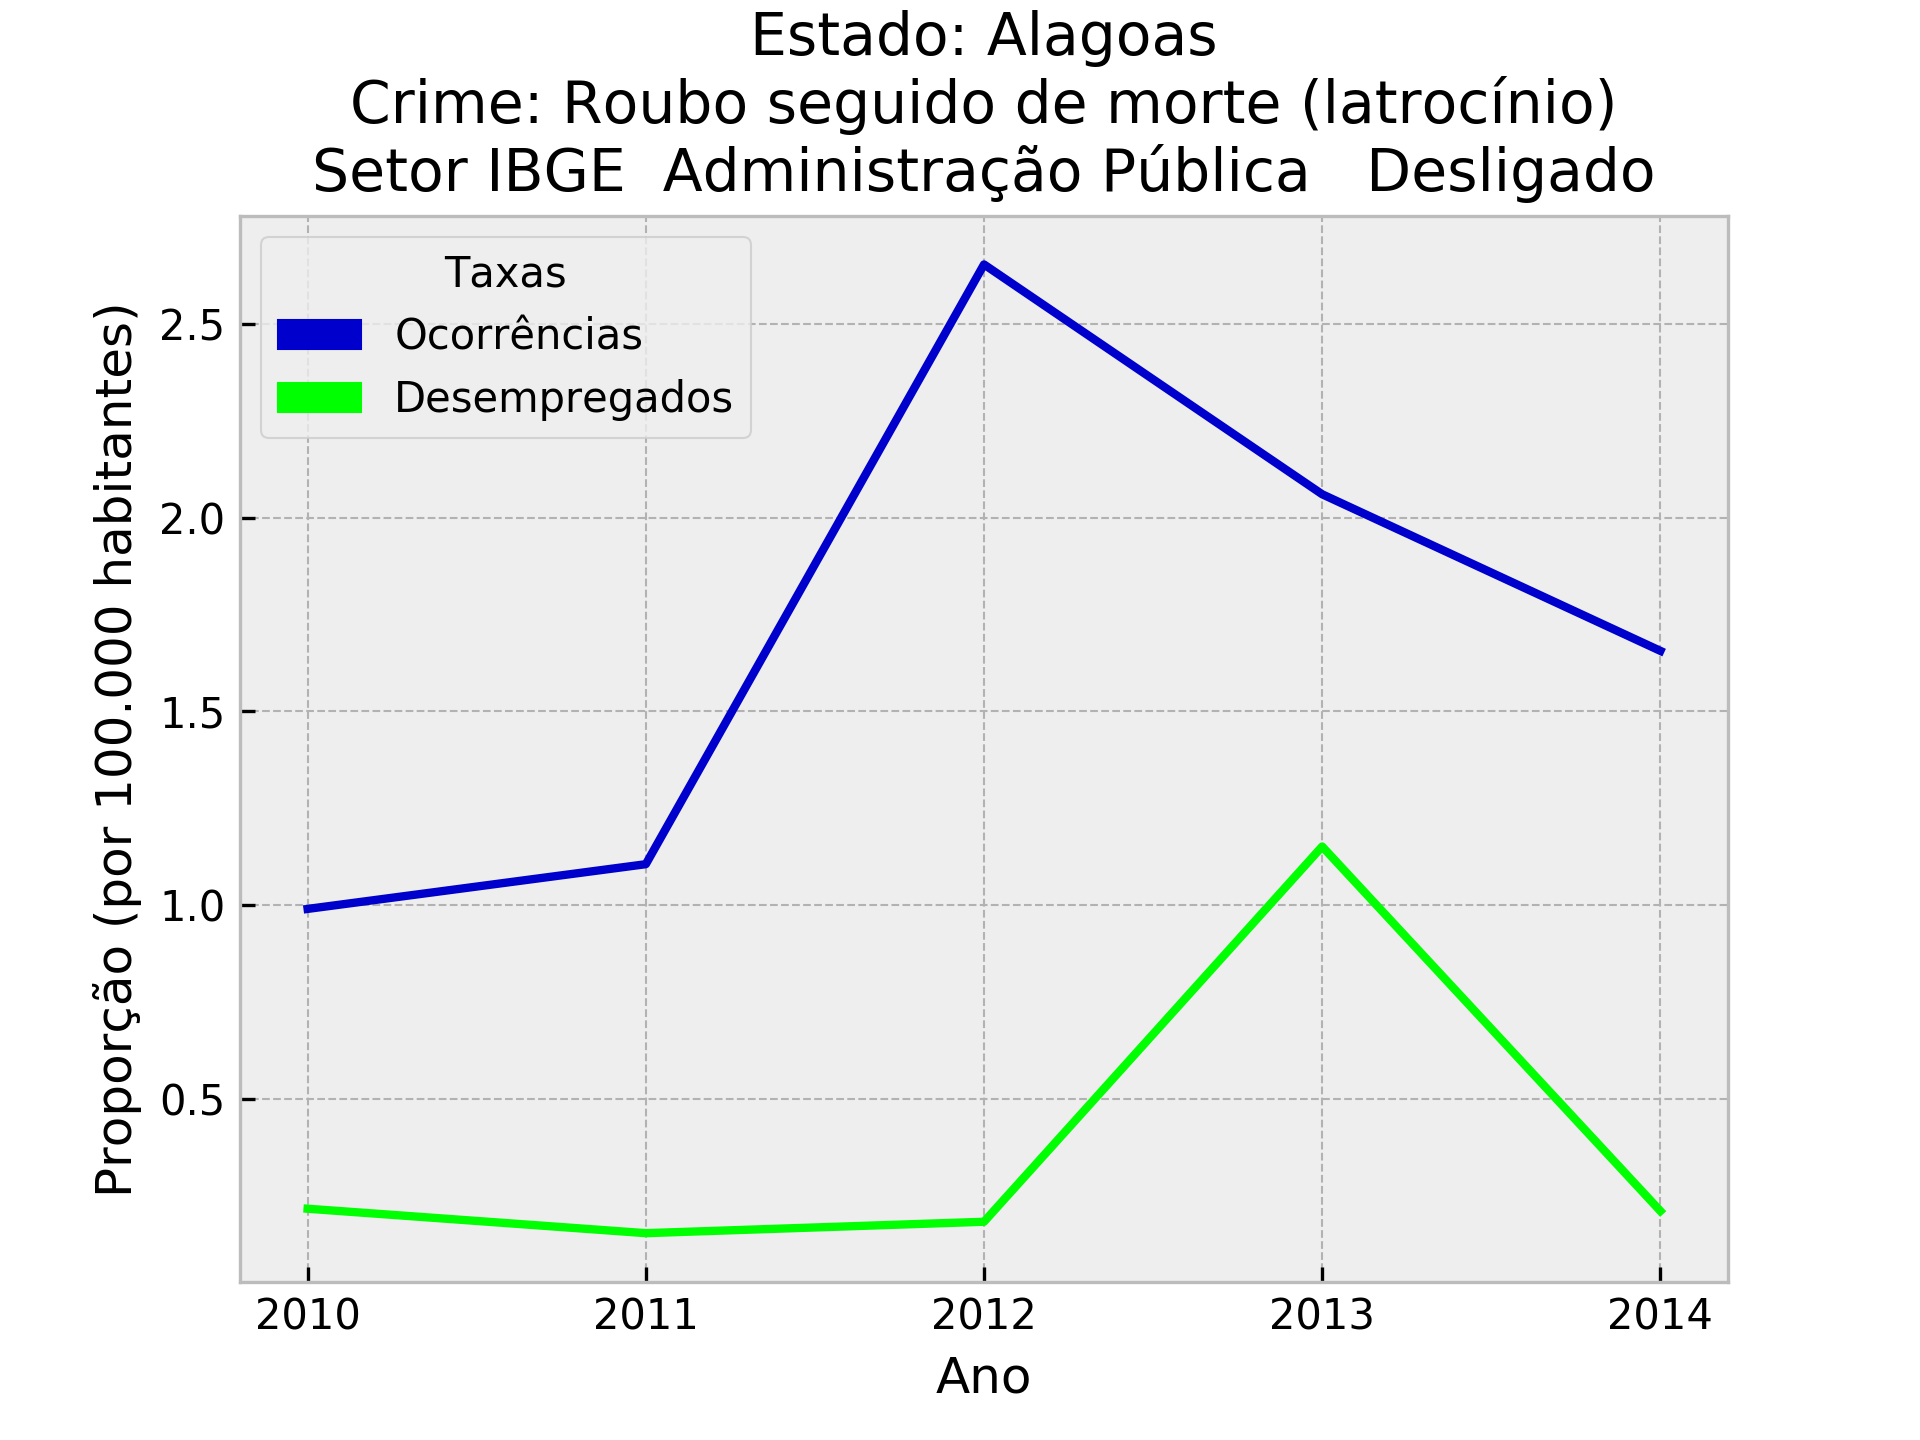 Estado: Alagoas
Crime: Roubo seguido de morte (latrocínio)
Setor IBGE  Administração Pública   Desligado
Taxas
Ocorrências
Desempregados
Proporção (por 100.000 habitantes)
2.5
2.0
1.5
1.0
0.5
2010 2011 2012 2013 2014
Ano